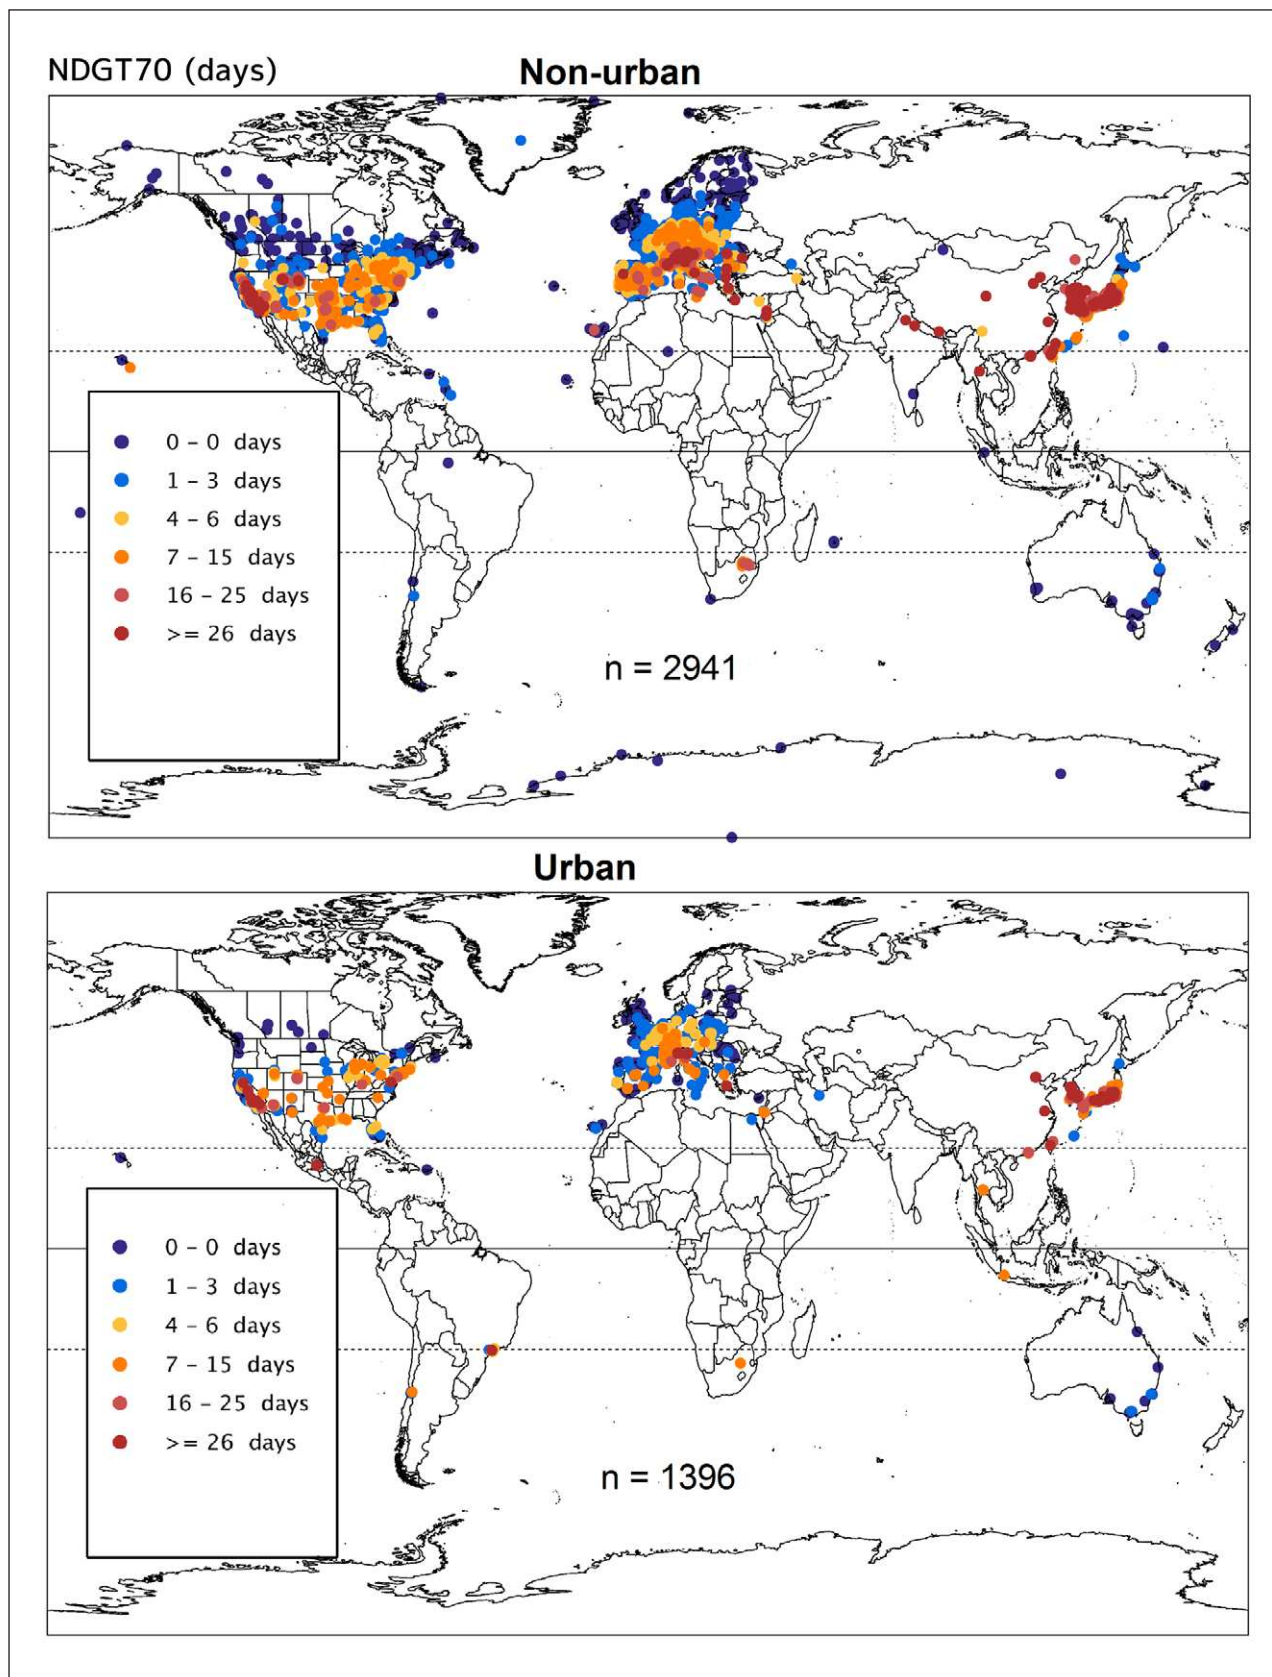 NDGT70 (days)
Non-urban
0 – 0 days
1 – 3 days
4 – 6 days
7 – 15 days
16 – 25 days
>= 26 days
n = 2941
Urban
0 – 0 days
1 – 3 days
4 – 6 days
7 – 15 days
16 – 25 days
>= 26 days
n = 1396